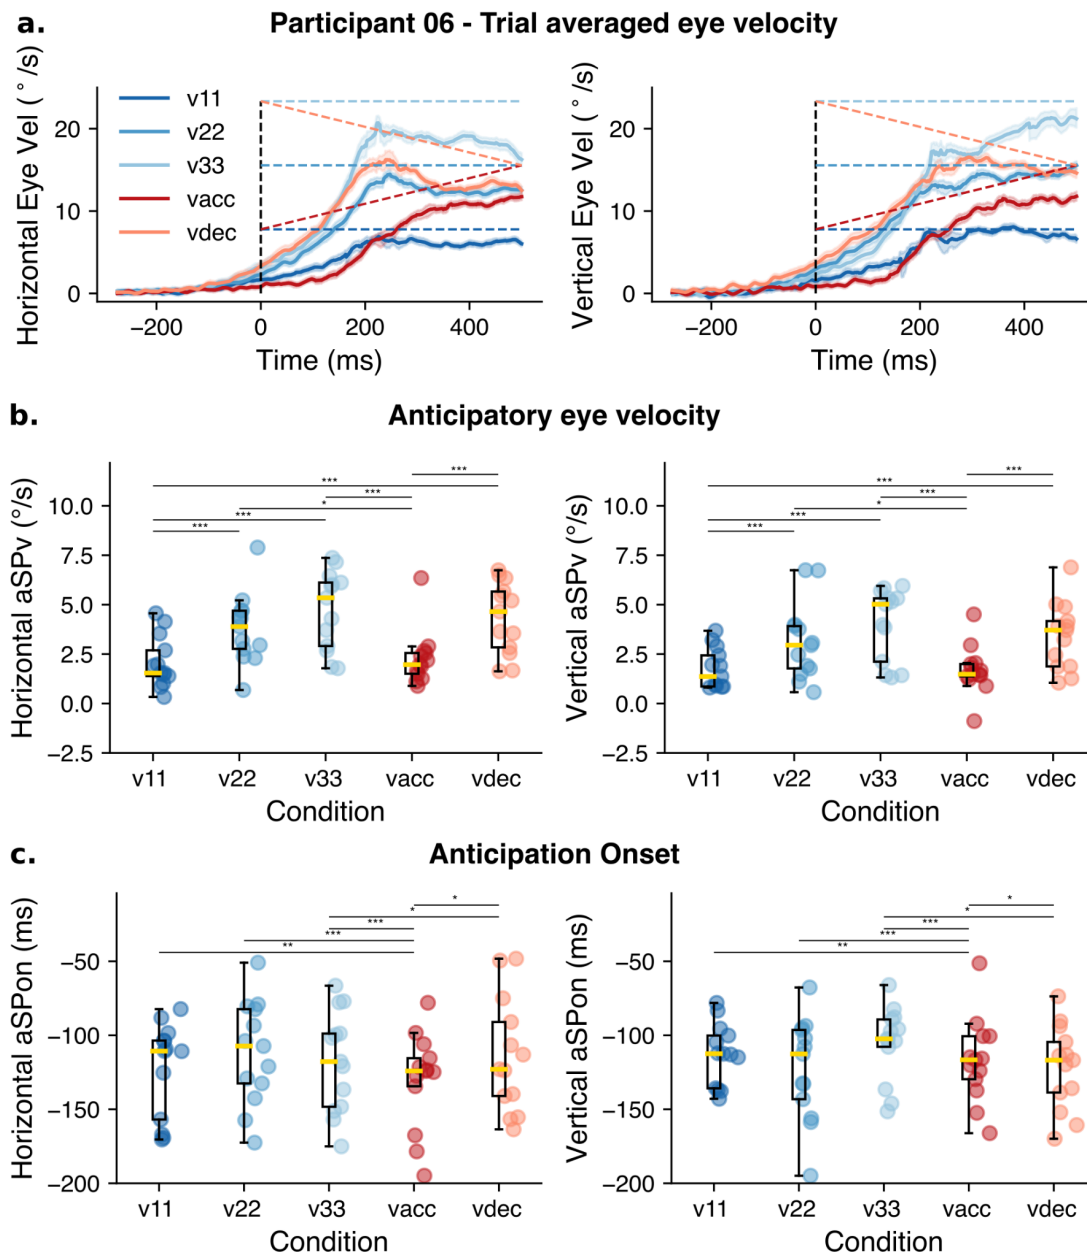 a.
Participant 06 - Trial averaged eye velocity
Horizontal Eye Vel (°/s)
20
10
0
v11
v22
v33
vacc
vdec
−200
0
200
400
Time (ms)
Vertical Eye Vel (°/s)
20
10
0
−200
0
200
400
Time (ms)
b.
Anticipatory eye velocity
Horizontal aSPv (°/s)
10.0
7.5
5.0
2.5
0.0
−2.5
***
***
***
*
***
***
v11
v22
v33
vacc
vdec
Condition
Vertical aSPv (°/s)
10.0
7.5
5.0
2.5
0.0
−2.5
***
***
***
*
***
***
v11
v22
v33
vacc
vdec
Condition
c.
Anticipation Onset
Horizontal aSPon (ms)
−50
−100
−150
−200
*
*
***
***
**
v11
v22
v33
vacc
vdec
Condition
Vertical aSPon (ms)
−50
−100
−150
−200
*
*
***
***
**
v11
v22
v33
vacc
vdec
Condition